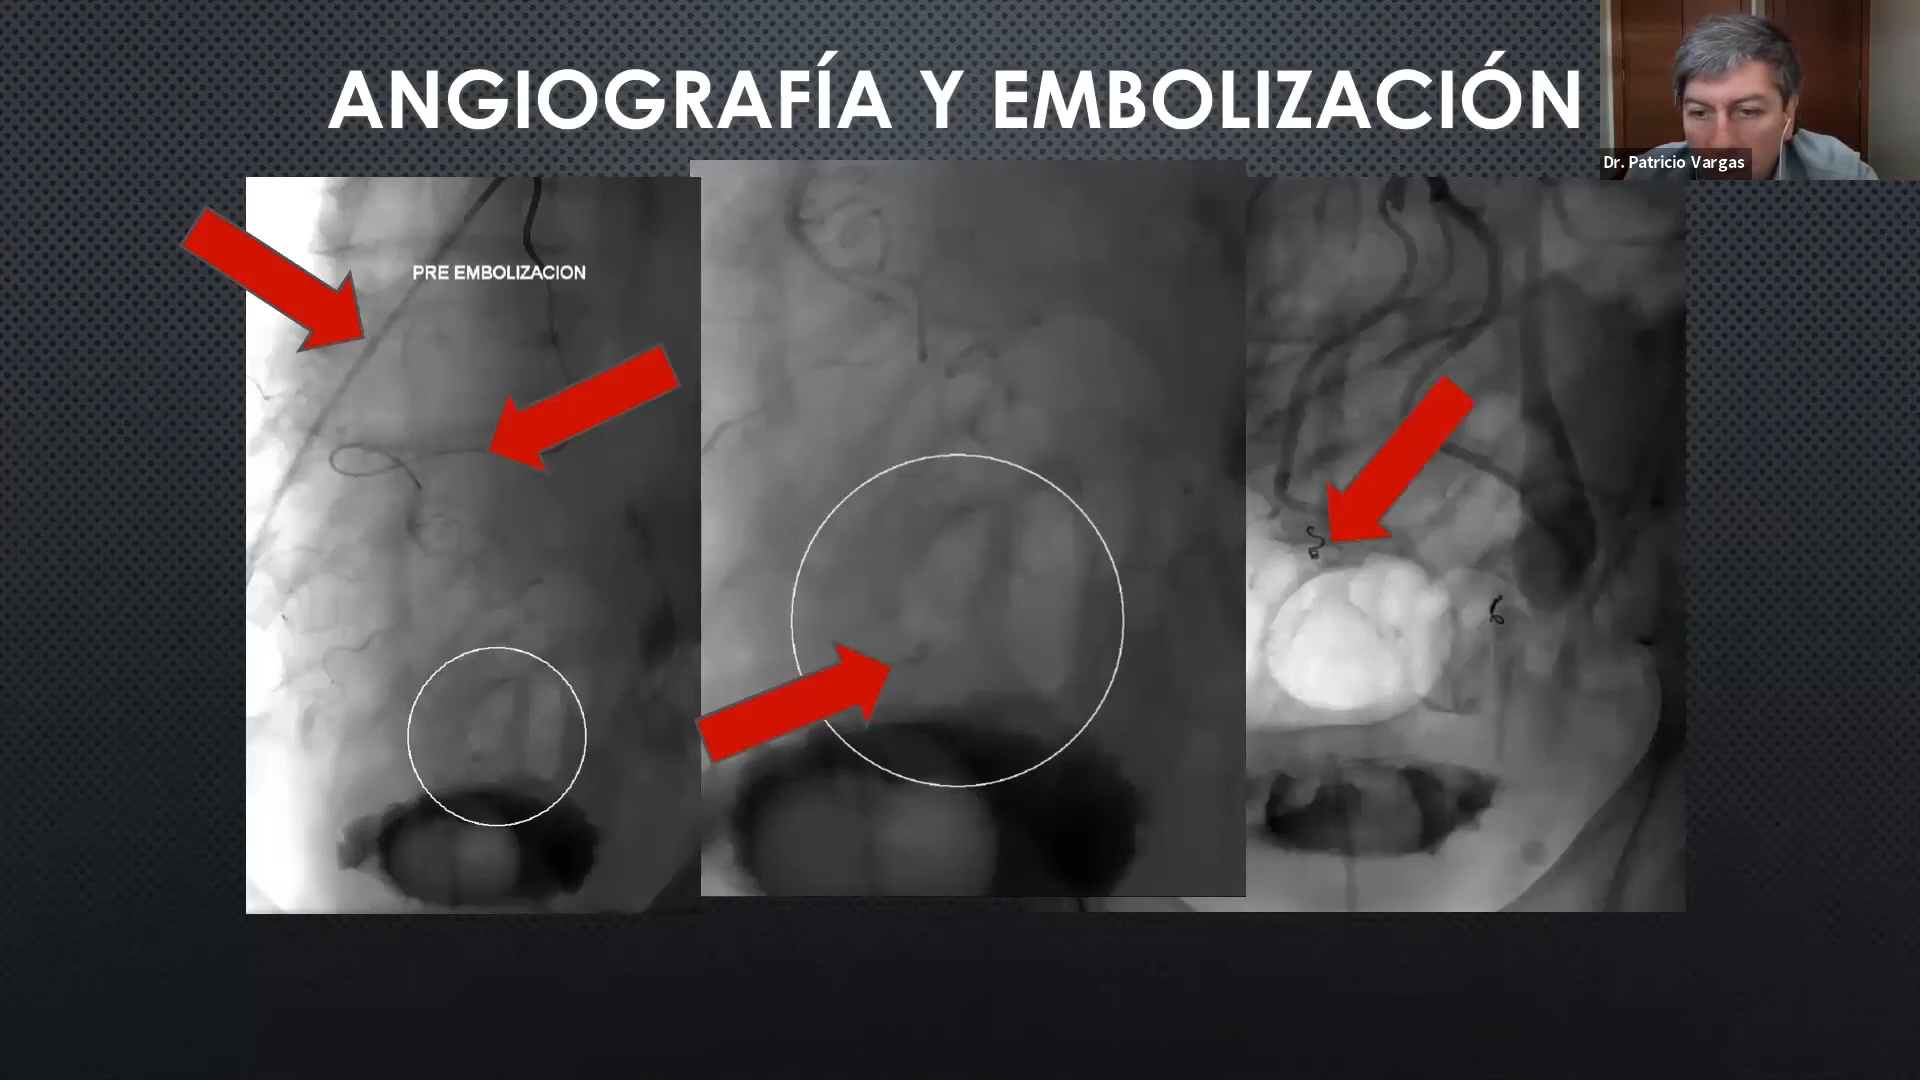 ANGIOGRAFÍA Y EMBOLIZACIÓN
Dr. Patricio Vargas
PRE EMBOLIZACION